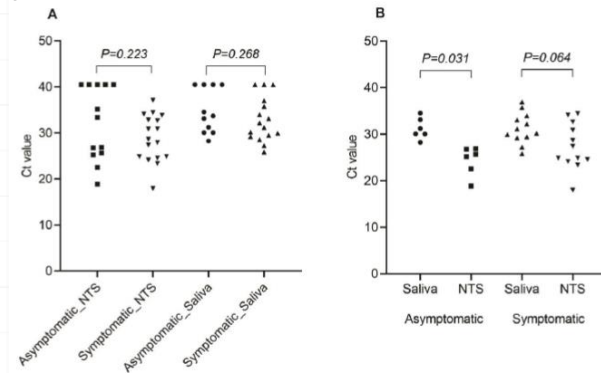 A
50
40
30
20
10
0
Ct value
P=0.223
P=0.268
Asymptomatic_NTS
Symptomatic_NTS
Asymptomatic_Saliva
Symptomatic_Saliva
B
50
40
30
20
10
0
Ct value
P=0.031
P=0.064
Saliva NTS Saliva NTS
Asymptomatic Symptomatic